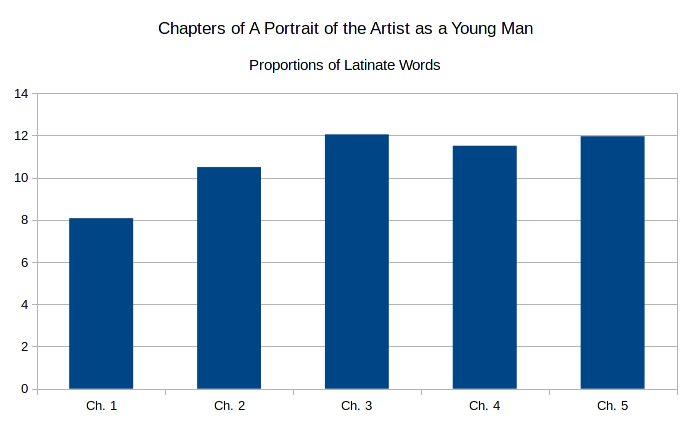 Chapters of A Portrait of the Artist as a Young Man
Proportions of Latinate Words
14
12
10
8
6
4
2
0
Ch. 1 Ch. 2 Ch. 3 Ch. 4 Ch. 5